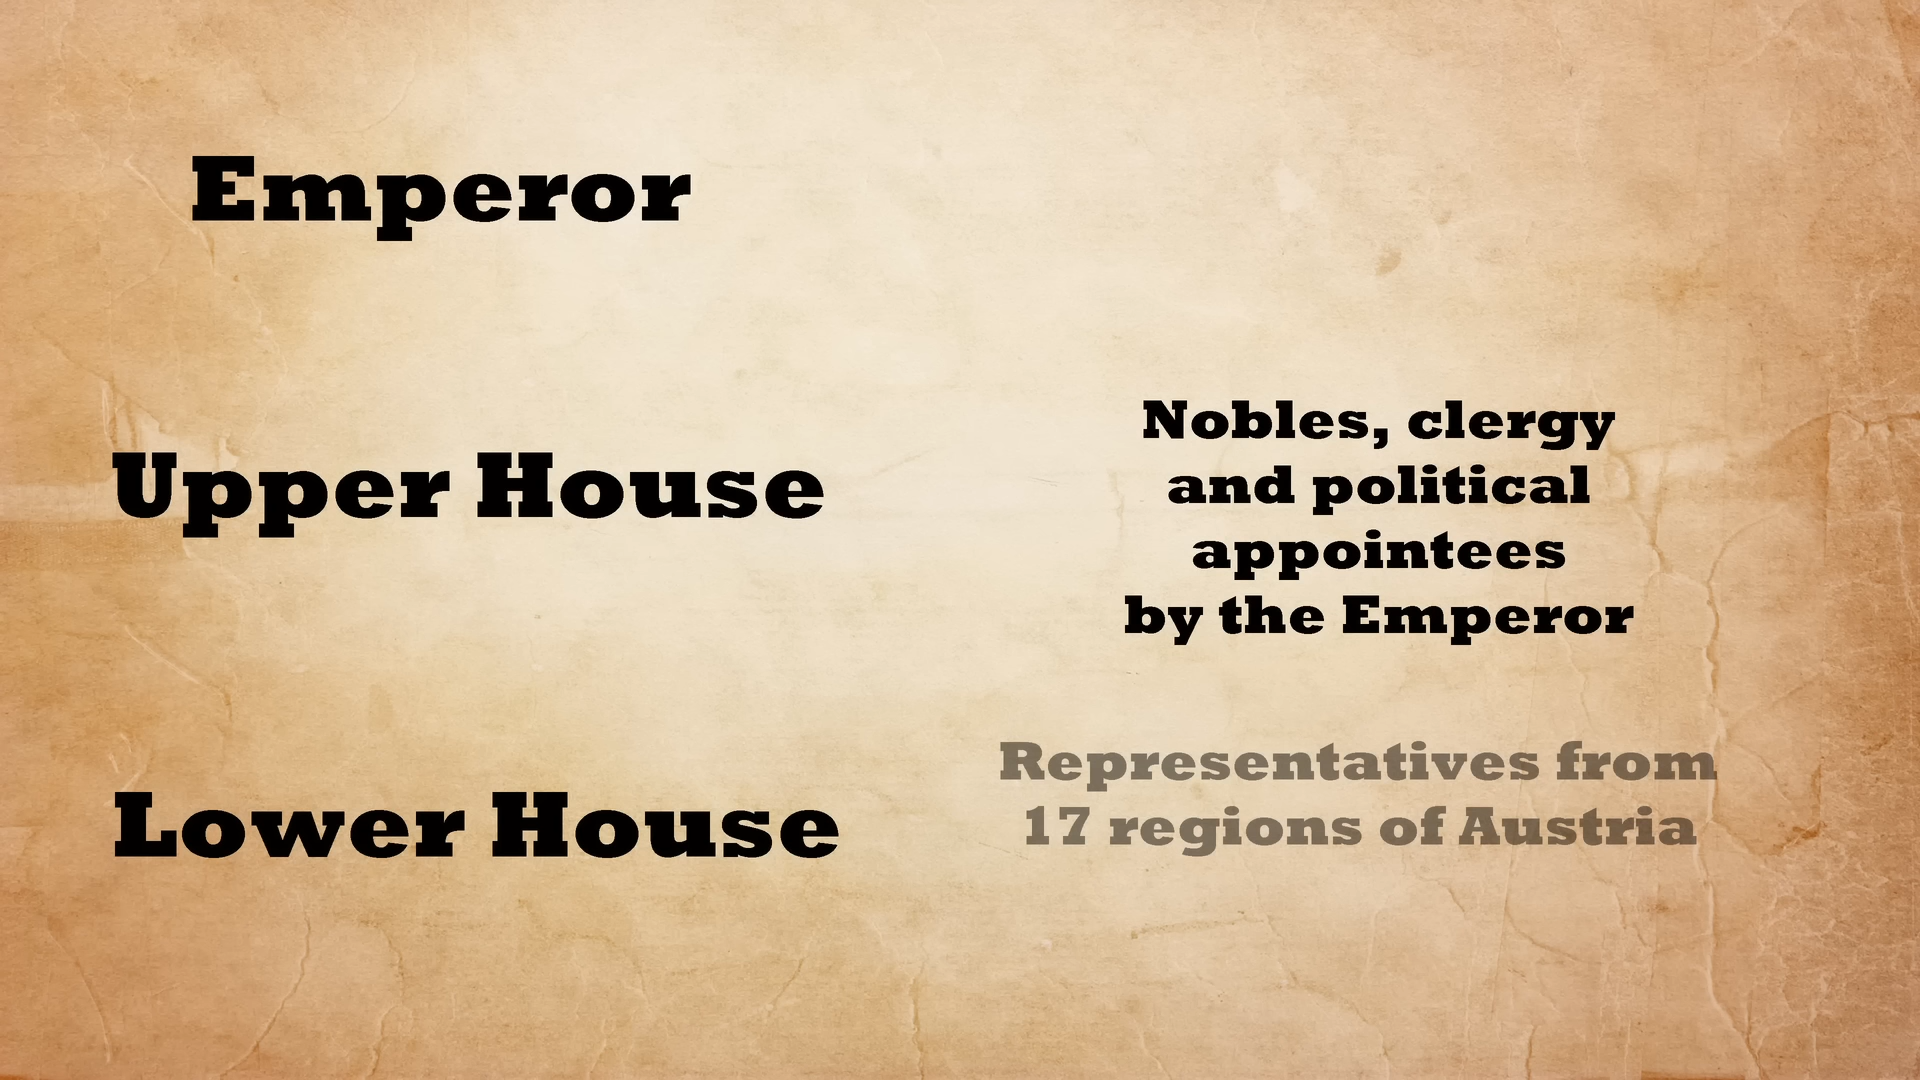 Emperor
Upper House
Nobles, clergy
and political
appointees
by the Emperor
Lower House
Representatives from
17 regions of Austria